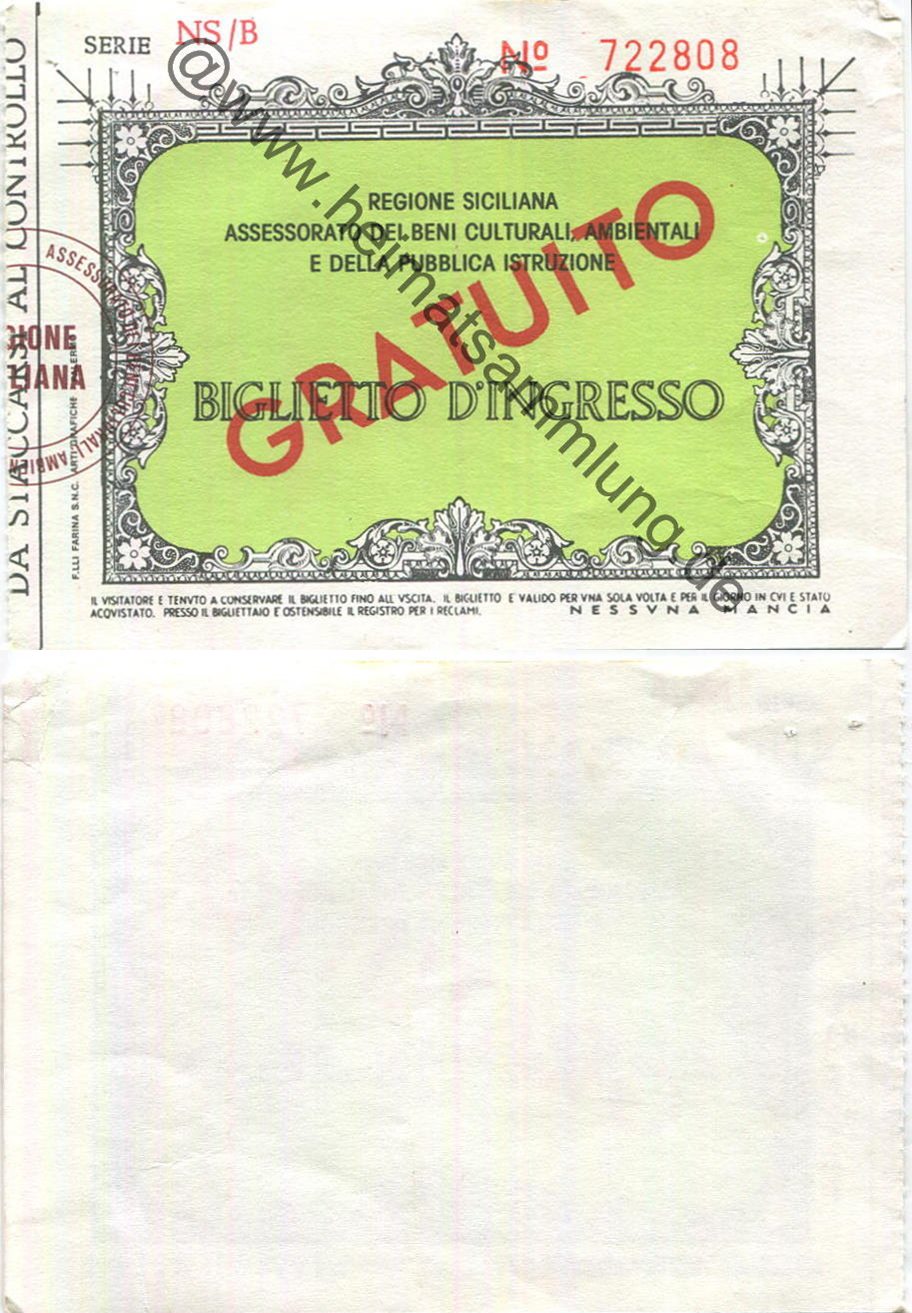 SERIE NS/B
Nº 722808
DA STACCARSI AL CONTROLLO
REGIONE SICILIANA
ASSESSORATO DEI BENI CULTURALI, AMBIENTALI
E DELLA PUBBLICA ISTRUZIONE
GRATUITO
BIGLIETTO D'INGRESSO
GIONE
LIANA
F.LLI FARINA S.N.C. ARTI GRAFICHE
IL VISITATORE E TENVTO A CONSERVARE IL BIGLIETTO FINO ALL VSCITA. IL BIGLIETTO E' VALIDO PER VNA SOLA VOLTA E PER IL GIORNO IN CVI E STATO
ACQVISTATO. PRESSO IL BIGLIETTAIO E' OSTENSIBILE IL REGISTRO PER I RECLAMI. NESSVNA MANCIA
@www.heimatsammlung.de